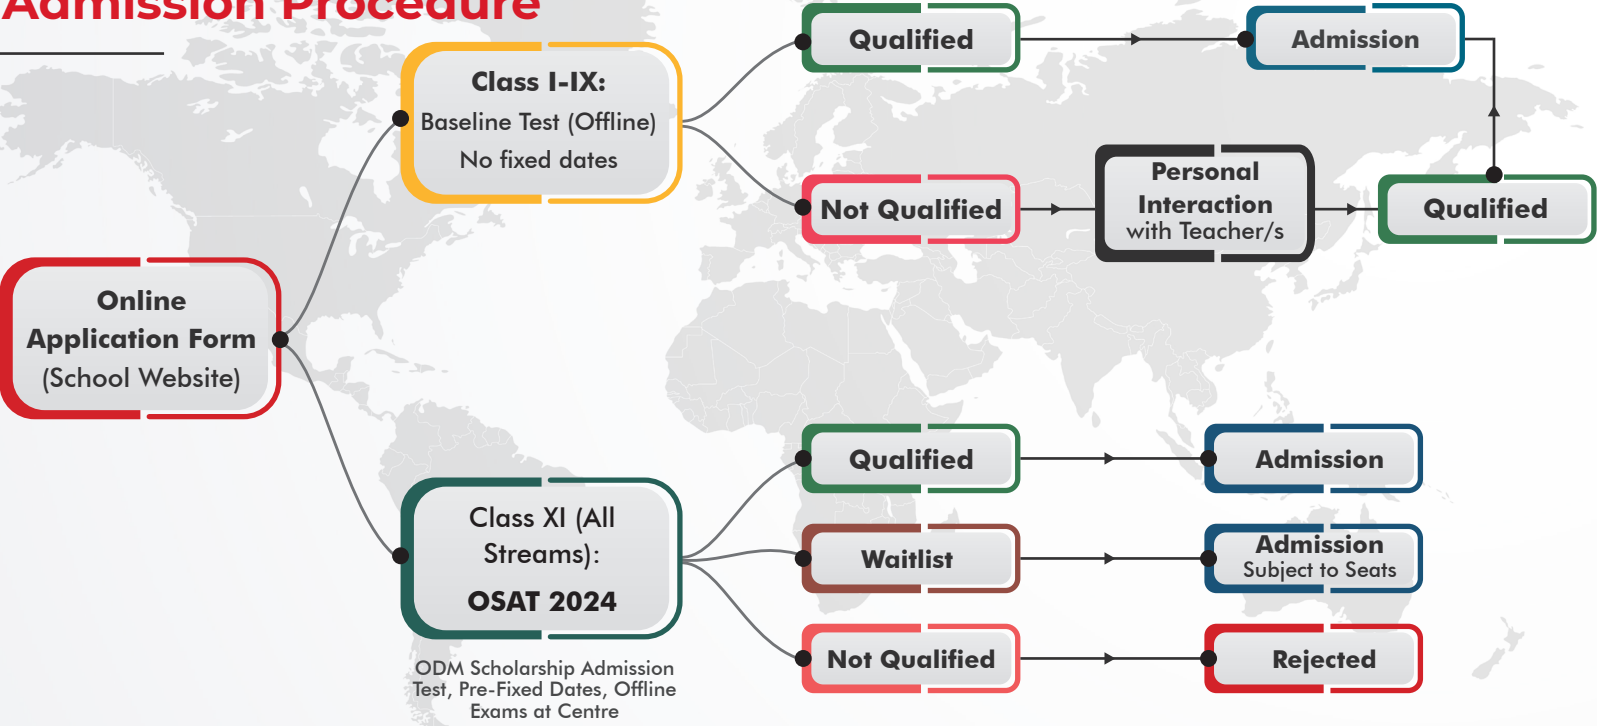 Admission Procedure
Online
Application Form
(School Website)
Class I-IX:
Baseline Test (Offline)
No fixed dates
Qualified
Admission
Not Qualified
Personal
Interaction
with Teacher/s
Qualified
Class XI (All
Streams):
OSAT 2024
ODM Scholarship Admission
Test, Pre-Fixed Dates, Offline
Exams at Centre
Qualified
Admission
Waitlist
Admission
Subject to Seats
Not Qualified
Rejected